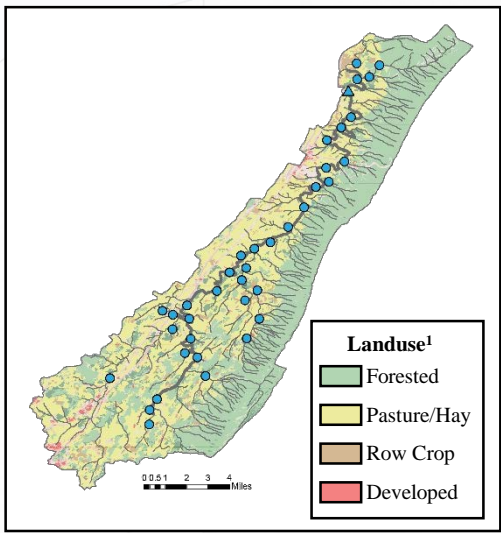 Landuse¹
Forested
Pasture/Hay
Row Crop
Developed
0 0.5 1 2 3 4
Miles